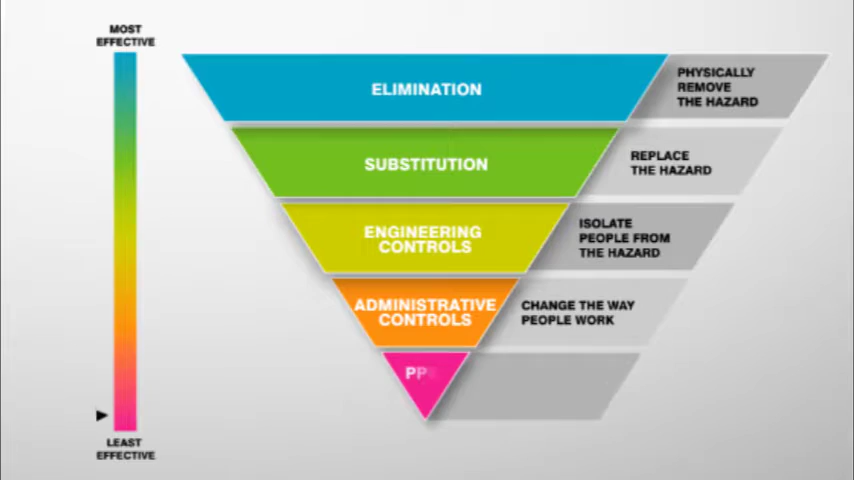 MOST
EFFECTIVE
ELIMINATION
PHYSICALLY
REMOVE
THE HAZARD
SUBSTITUTION
REPLACE
THE HAZARD
ENGINEERING
CONTROLS
ISOLATE
PEOPLE FROM
THE HAZARD
ADMINISTRATIVE
CONTROLS
CHANGE THE WAY
PEOPLE WORK
PP
LEAST
EFFECTIVE